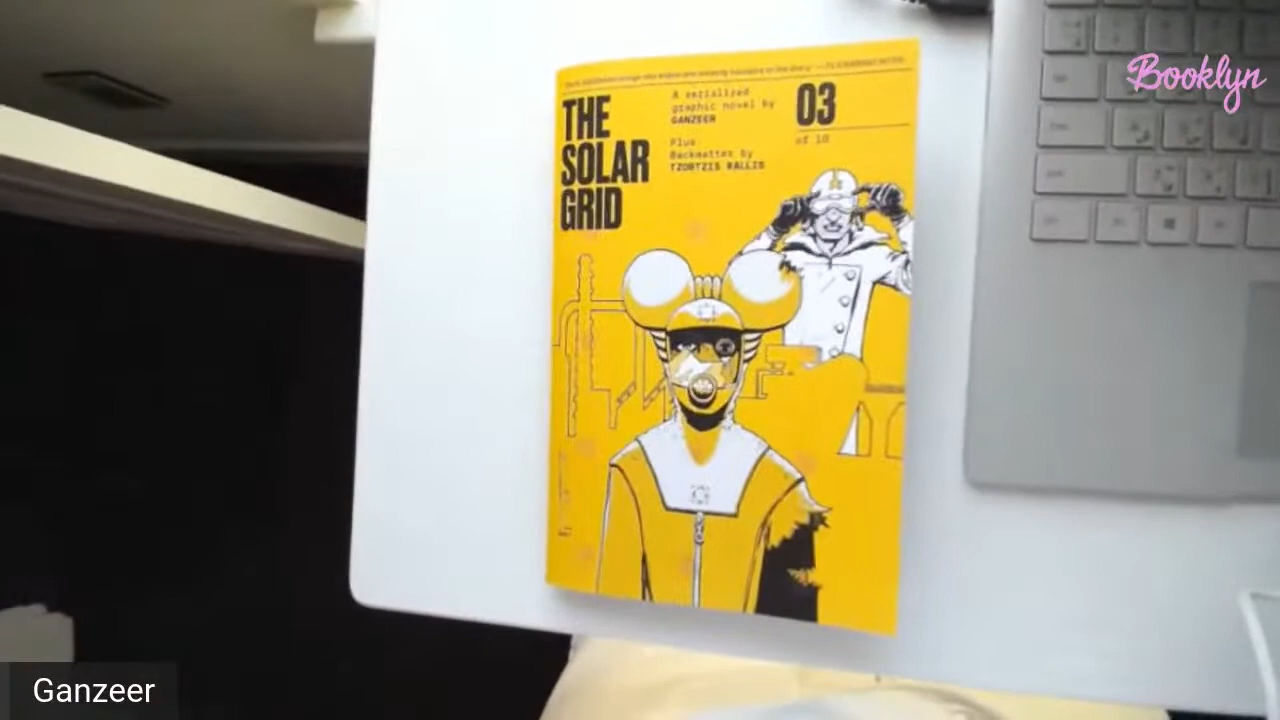 Booklyn
THE
SOLAR
GRID
A serialized
graphic novel by
GANZEER
Plus
Backmatter by
TZORTZIS RALLIS
03
of 10
Ganzeer